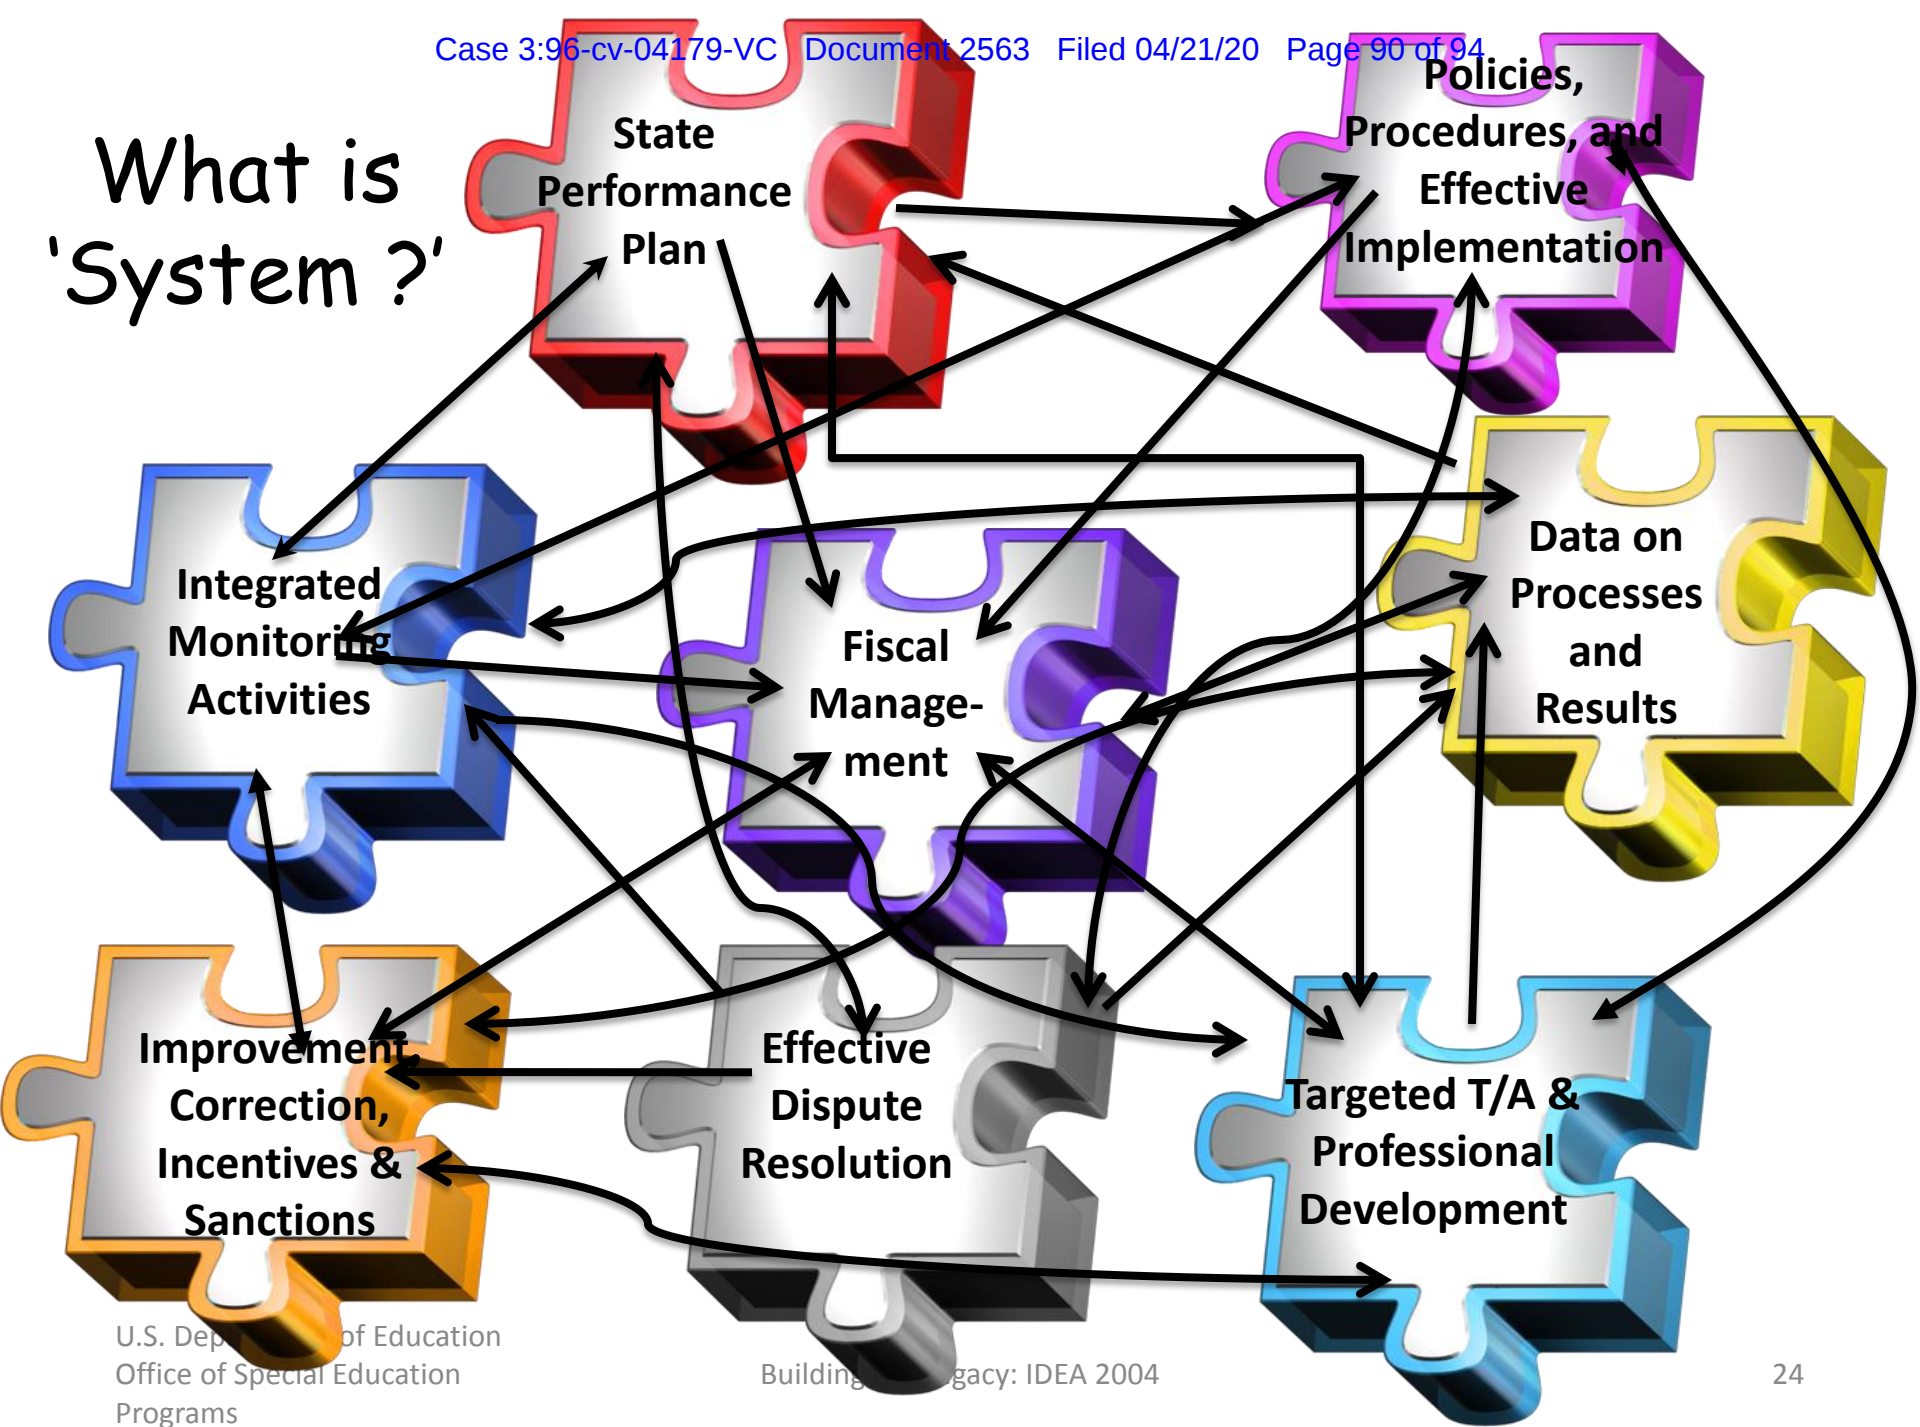 Case 3:96-cv-04179-VC Document 2563 Filed 04/21/20 Page 90 of 94
What is
‘System ?’
State
Performance
Plan
Policies,
Procedures, and
Effective
Implementation
Integrated
Monitoring
Activities
Fiscal
Manage-
ment
Data on
Processes
and
Results
Improvement,
Correction,
Incentives &
Sanctions
Effective
Dispute
Resolution
Targeted T/A &
Professional
Development
U.S. of Education
Office of Special Education
Programs
Building IDEA 2004
24